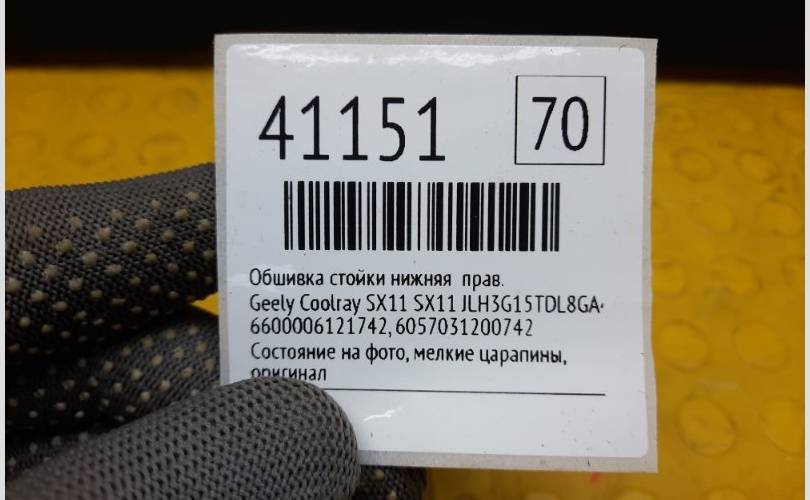 41151
70
Обшивка стойки нижняя прав.
Geely Coolray SX11 SX11 JLH3G15TDL8GA-
6600006121742, 6057031200742
Состояние на фото, мелкие царапины,
оригинал